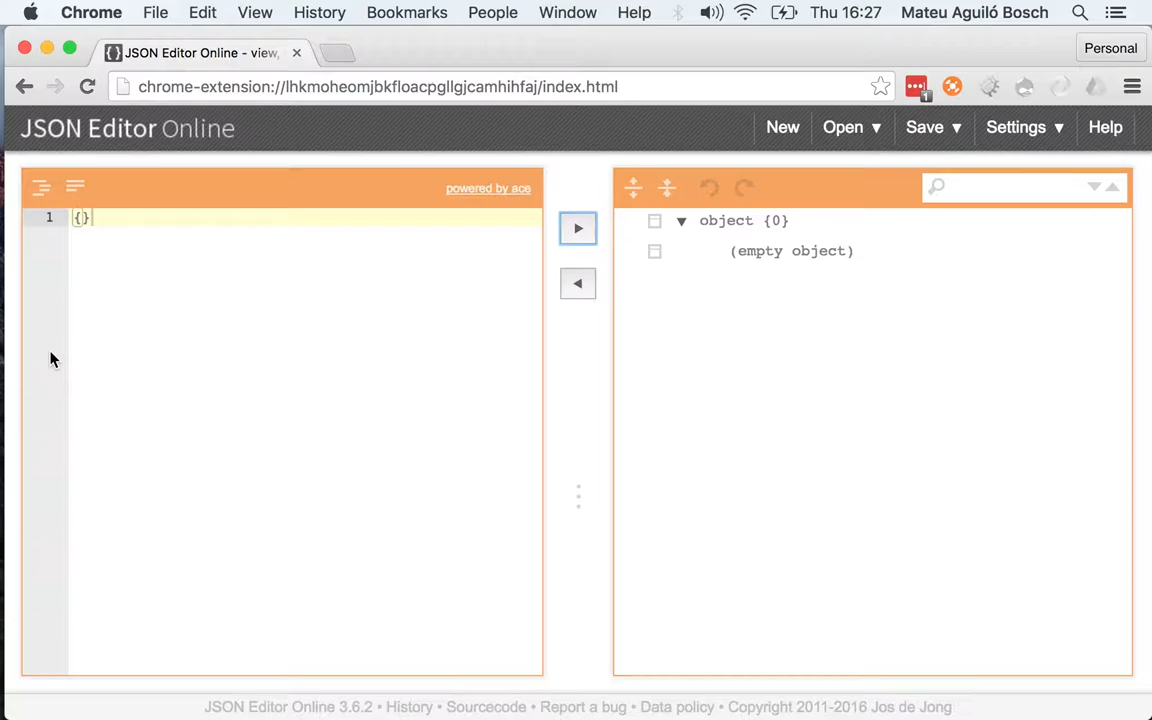 Chrome File Edit View History Bookmarks People Window Help Thu 16:27 Mateu Aguiló Bosch
{} JSON Editor Online - view, Personal
chrome-extension://lhkmoheomjbkfloacpgllgjcamhihfaj/index.html 1
JSON Editor Online New Open ▼ Save ▼ Settings ▼ Help
powered by ace
1 {} ▼ object {0}
(empty object)
JSON Editor Online 3.6.2 • History • Sourcecode • Report a bug • Data policy • Copyright 2011-2016 Jos de Jong